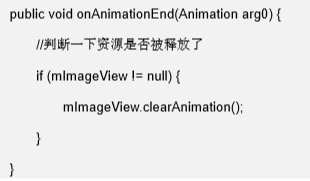 public void onAnimationEnd(Animation arg0) {
//判断一下资源是否被释放了
if (mImageView != null) {
mImageView.clearAnimation();
}
}